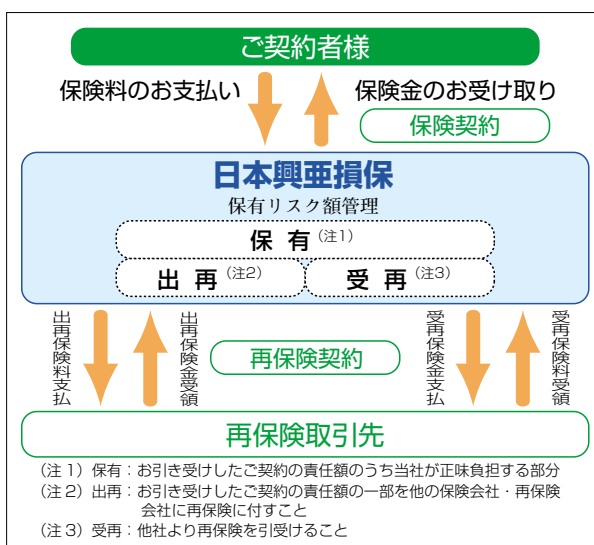 ご契約者様
保険料のお支払い
保険金のお受け取り
保険契約
日本興亜損保
保有リスク額管理
保有(注1)
出再(注2)
受再(注3)
出再保険料支払
出再保険金受領
再保険契約
受再保険金支払
受再保険料受領
再保険取引先
(注1)保有:お引き受けしたご契約の責任額のうち当社が正味負担する部分
(注2)出再:お引き受けしたご契約の責任額の一部を他の保険会社・再保険
会社に再保険に付すこと
(注3)受再:他社より再保険を引受けること